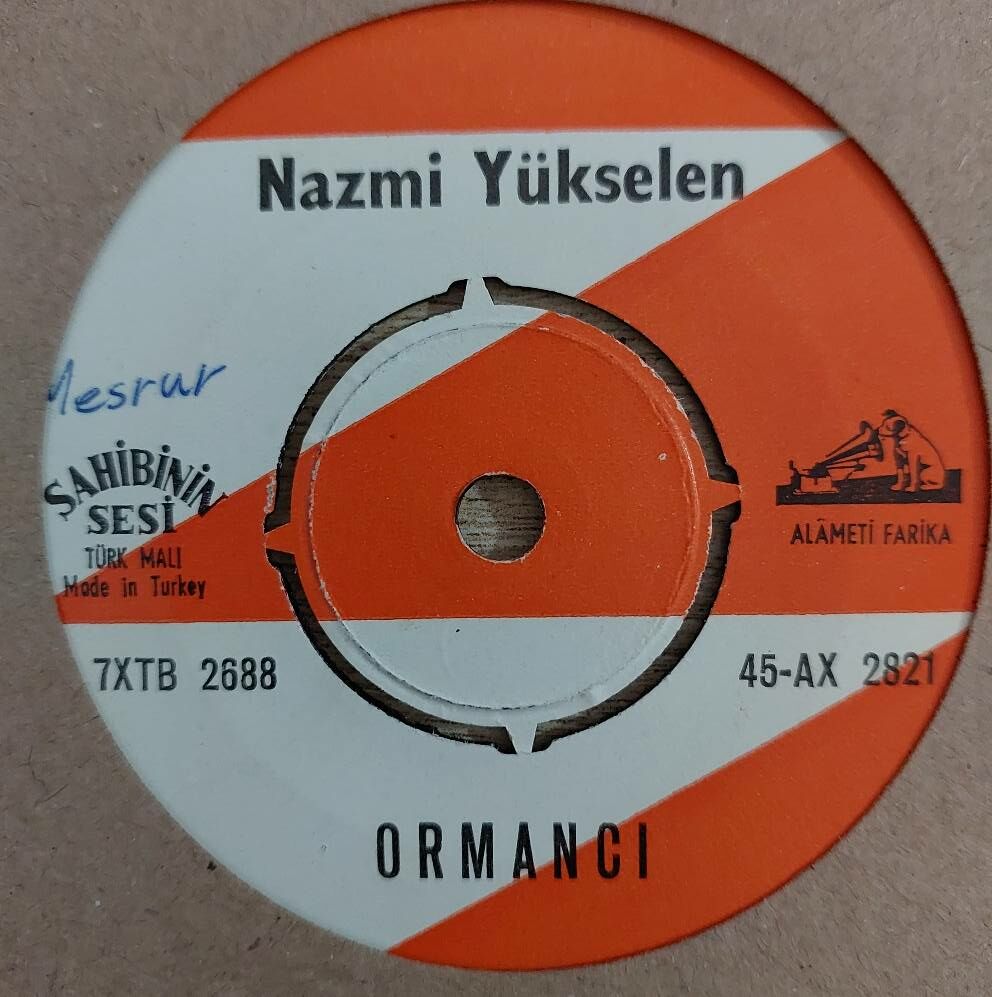 Nazmi Yükselen
Mesrur
SAHİBİNİN
SESİ
TÜRK MALI
Made in Turkey
ALÂMETİ FARİKA
7XTB 2688
45-AX 2821
ORMANCI